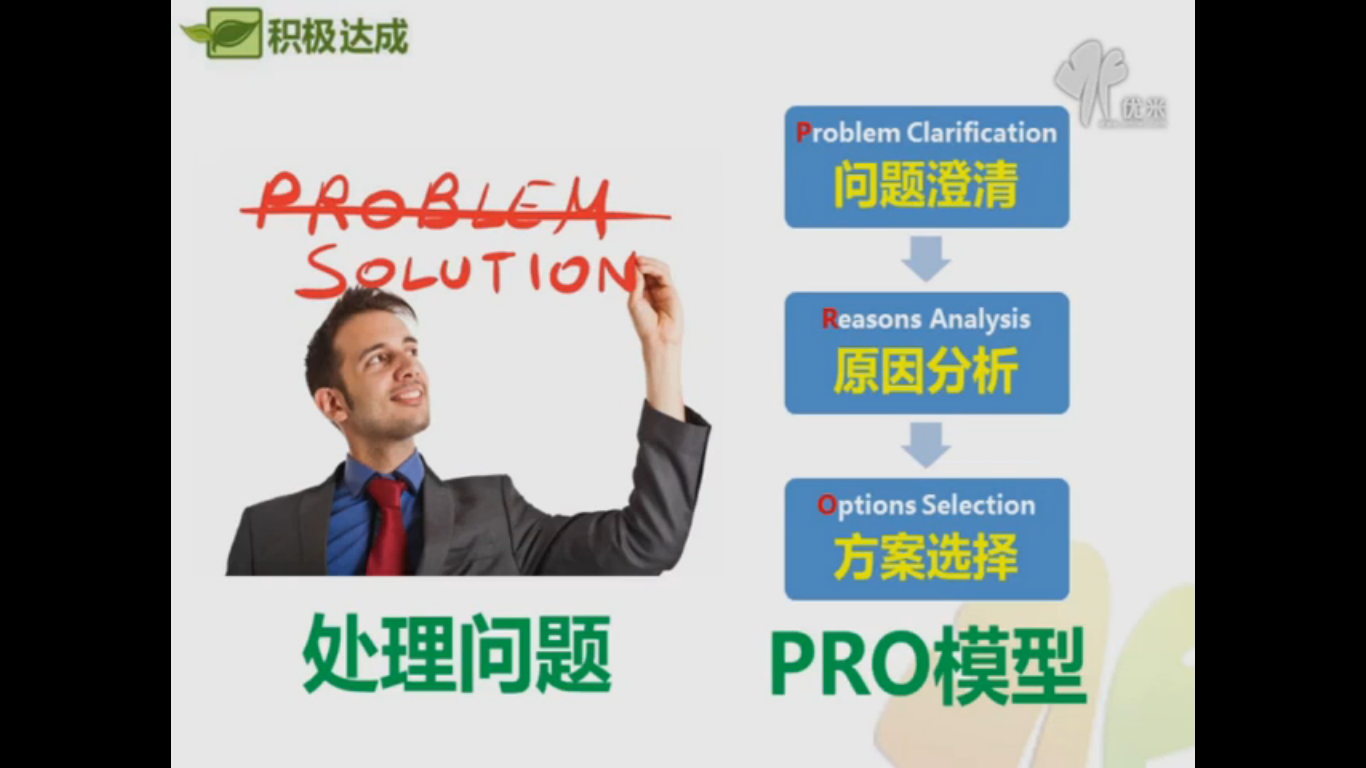 积极达成
优米
PROBLEM
SOLUTION
Problem Clarification
问题澄清
Reasons Analysis
原因分析
Options Selection
方案选择
处理问题
PRO模型